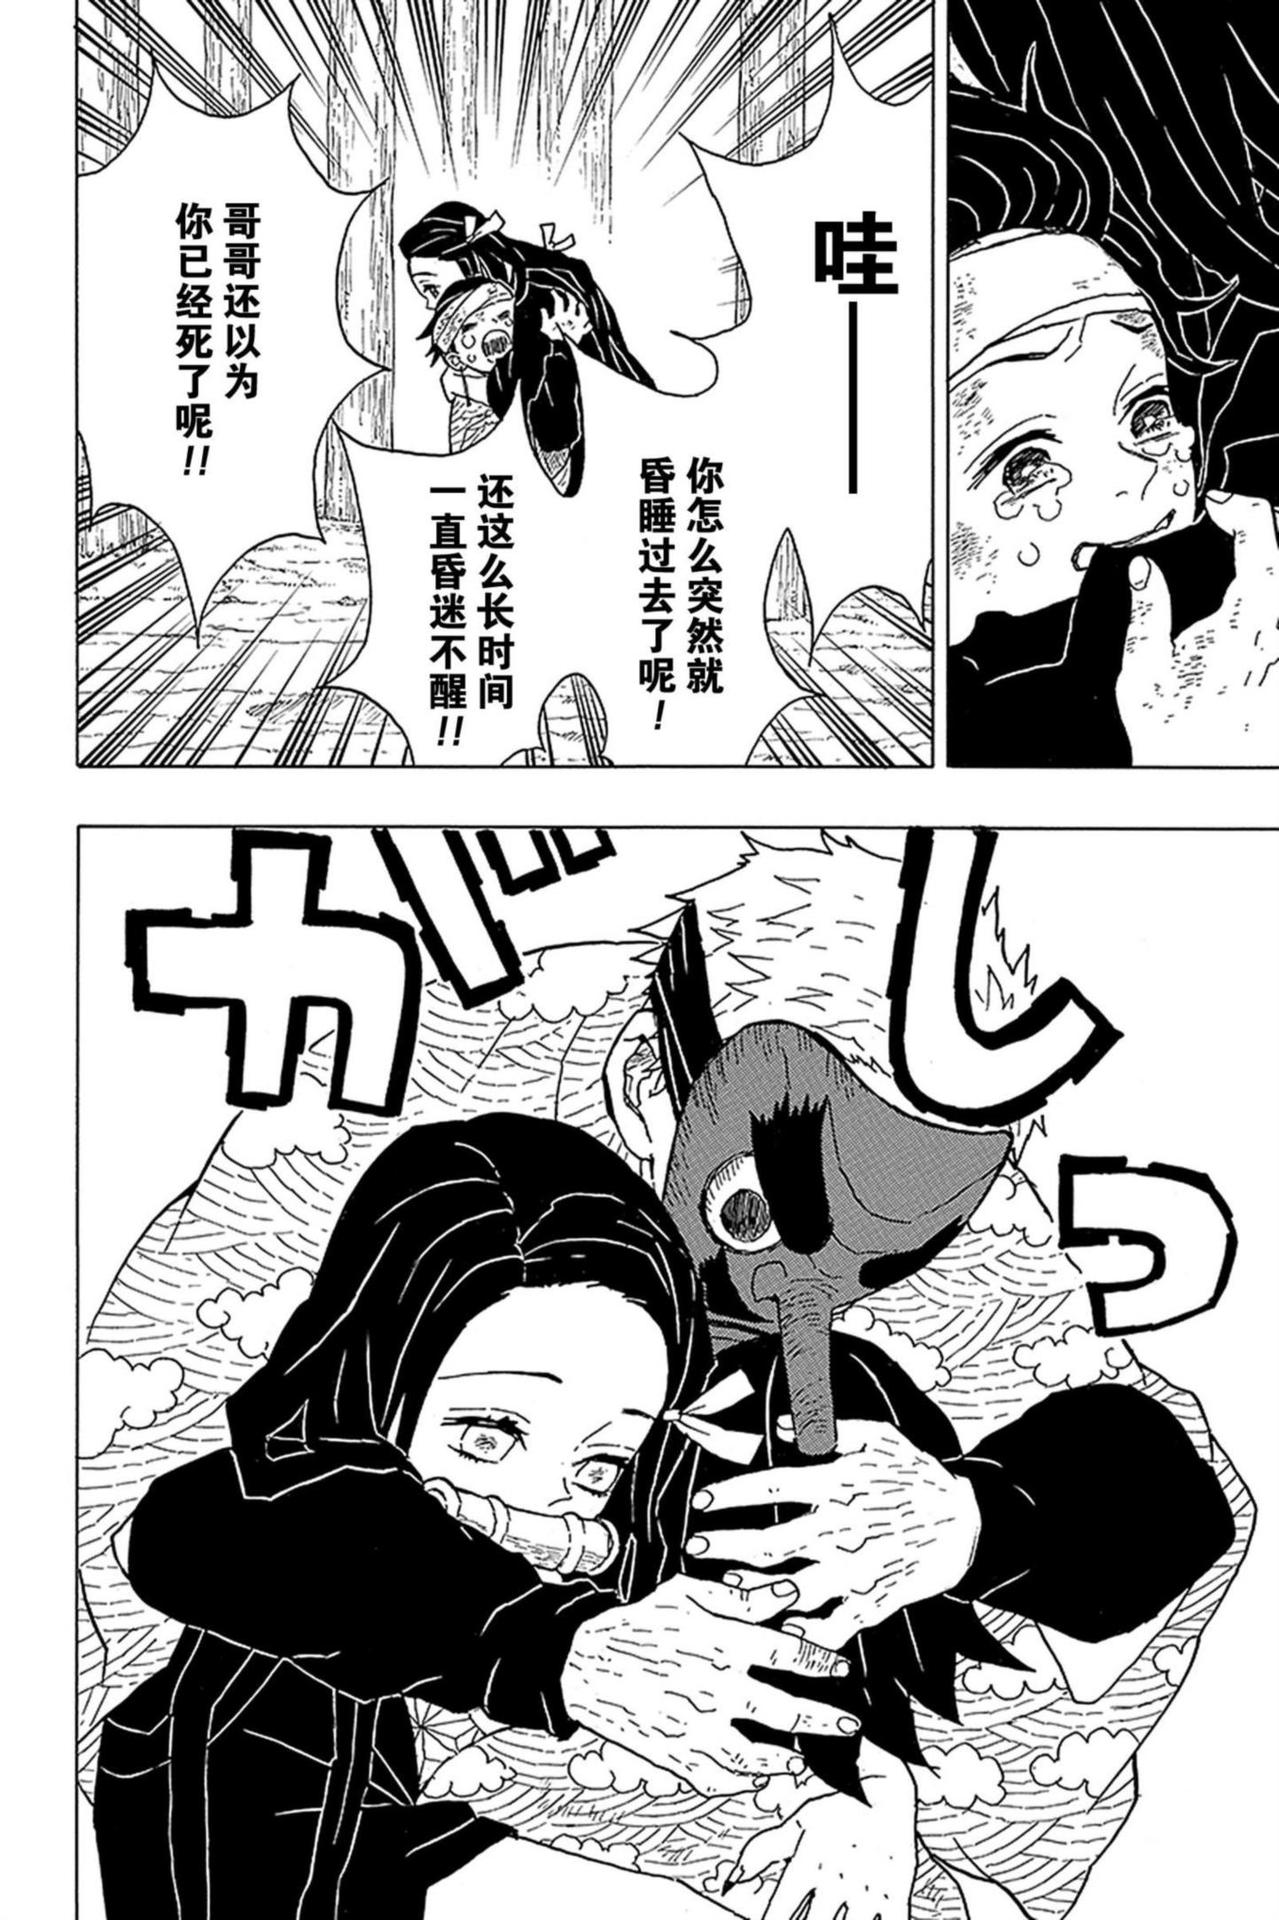 哇——
你怎么突然就
昏睡过去了呢！
还这么长时间
一直昏迷不醒!!
哥哥还以为
你已经死了呢!!
ガバ
しっ